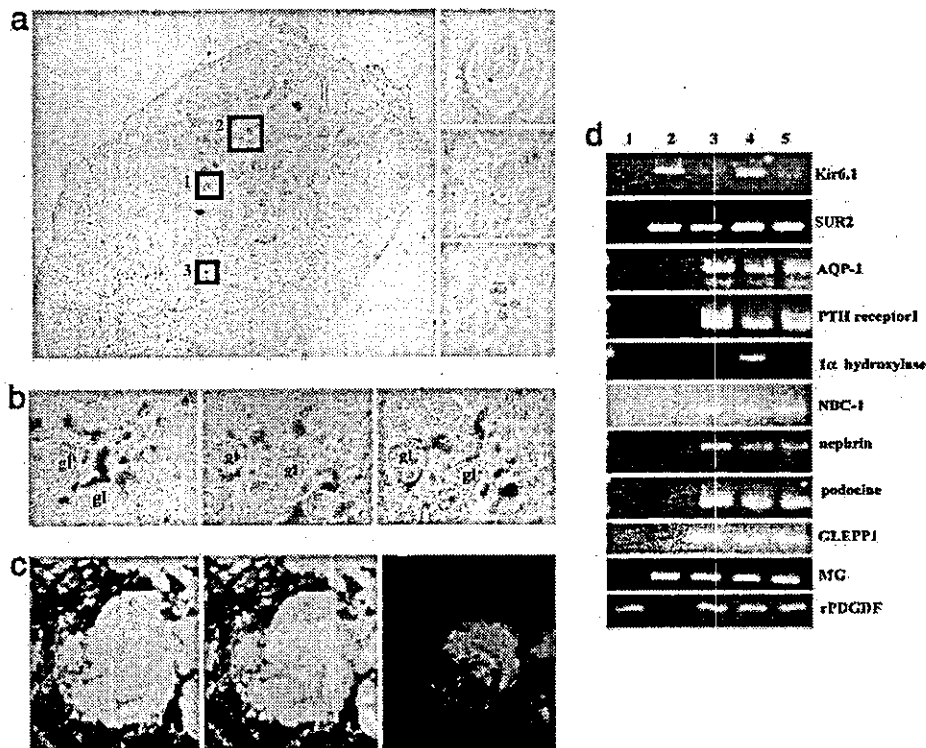 a
2
1
3
b
gl
gl
gl
gl
gl
gl
c
d
1 2 3 4 5
Kir6.1
SUR2
AQP-1
PTH receptor1
1α hydroxylase
NBC-1
nephrin
podocine
GLEPP1
MG
rPDGDF